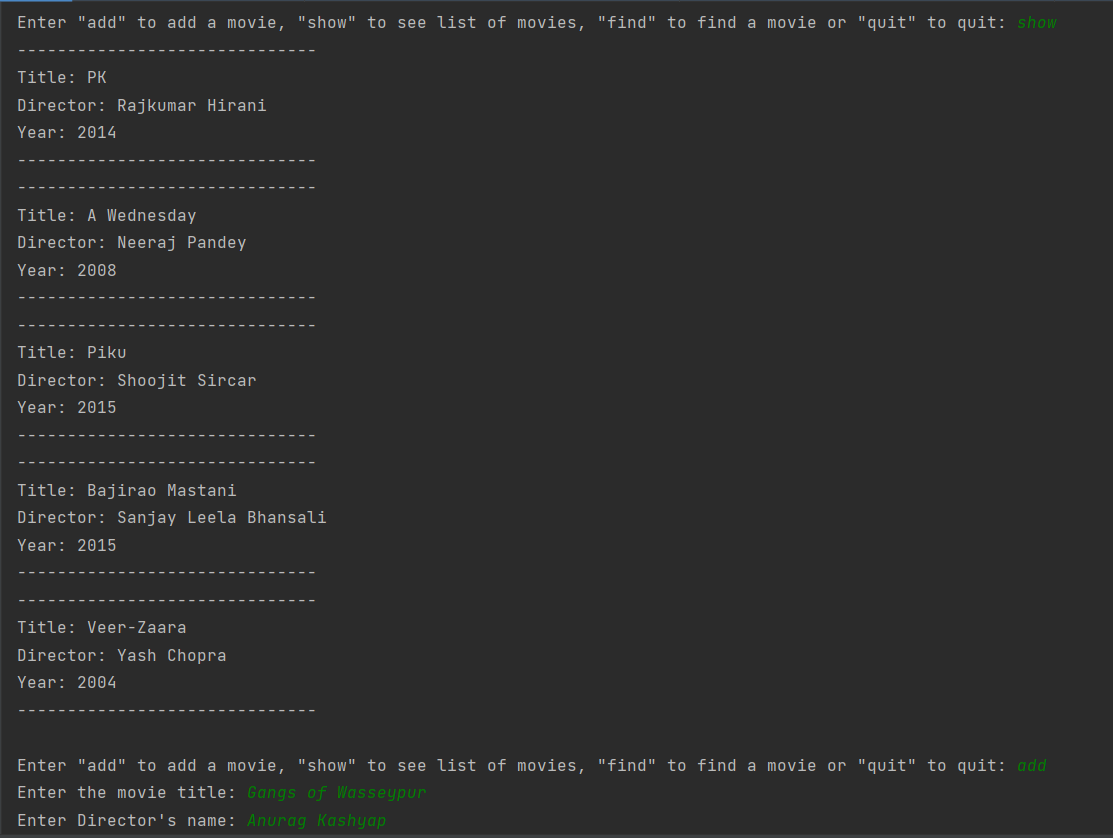 Enter "add" to add a movie, "show" to see list of movies, "find" to find a movie or "quit" to quit: show
------------------------------
Title: PK
Director: Rajkumar Hirani
Year: 2014
------------------------------
------------------------------
Title: A Wednesday
Director: Neeraj Pandey
Year: 2008
------------------------------
------------------------------
Title: Piku
Director: Shoojit Sircar
Year: 2015
------------------------------
------------------------------
Title: Bajirao Mastani
Director: Sanjay Leela Bhansali
Year: 2015
------------------------------
------------------------------
Title: Veer-Zaara
Director: Yash Chopra
Year: 2004
------------------------------
Enter "add" to add a movie, "show" to see list of movies, "find" to find a movie or "quit" to quit: add
Enter the movie title: Gangs of Wasseypur
Enter Director's name: Anurag Kashyap